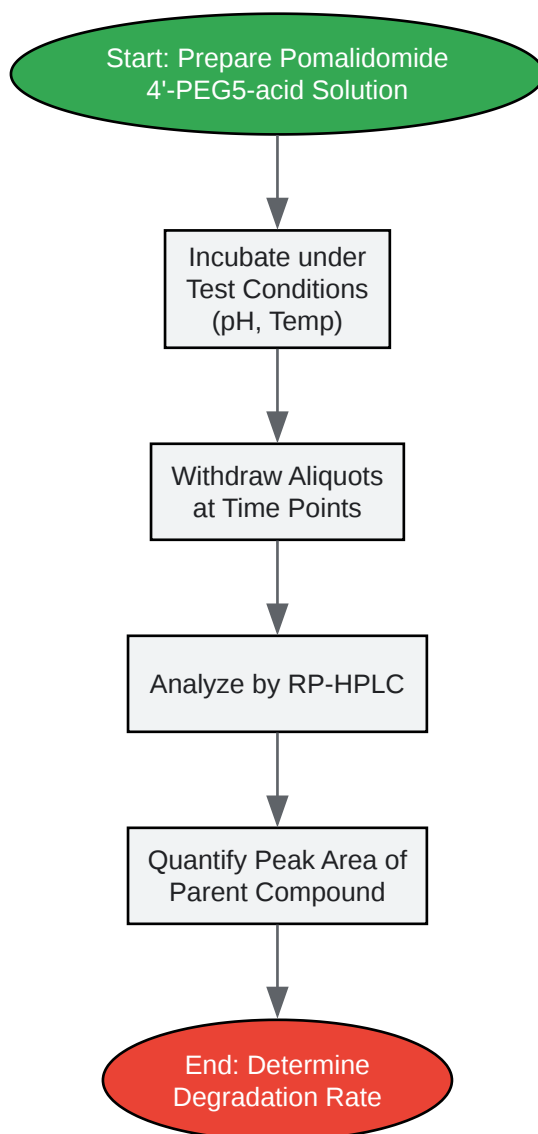 Start: Prepare Pomalidomide
4'-PEG5-acid Solution
Incubate under
Test Conditions
(pH, Temp)
Withdraw Aliquots
at Time Points
Analyze by RP-HPLC
Quantify Peak Area of
Parent Compound
End: Determine
Degradation Rate